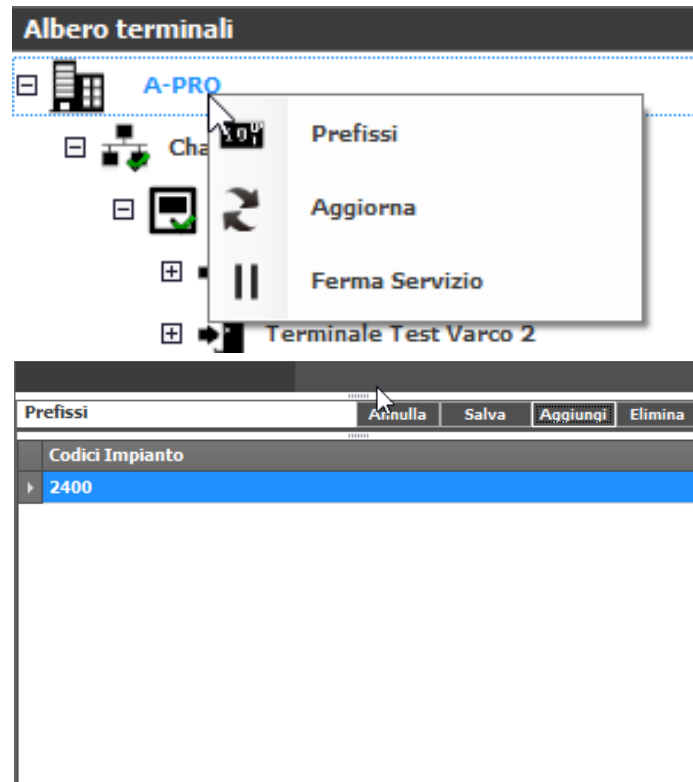 Albero terminali
A-PRO
Prefissi
Cha
Aggiorna
Ferma Servizio
Terminale Test Varco 2
Prefissi Annulla Salva Aggiungi Elimina
Codici Impianto
2400